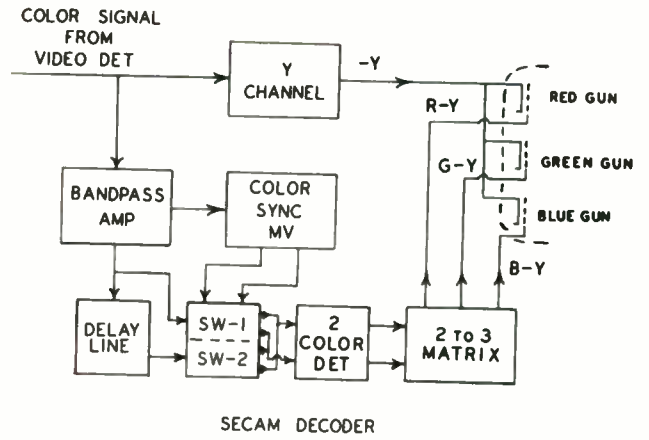 COLOR SIGNAL
FROM
VIDEO DET
Y
CHANNEL
-Y
R-Y
RED GUN
G-Y
GREEN GUN
BLUE GUN
B-Y
BANDPASS
AMP
COLOR
SYNC
MV
DELAY
LINE
SW-1
SW-2
2
COLOR
DET
2 TO 3
MATRIX
SECAM DECODER